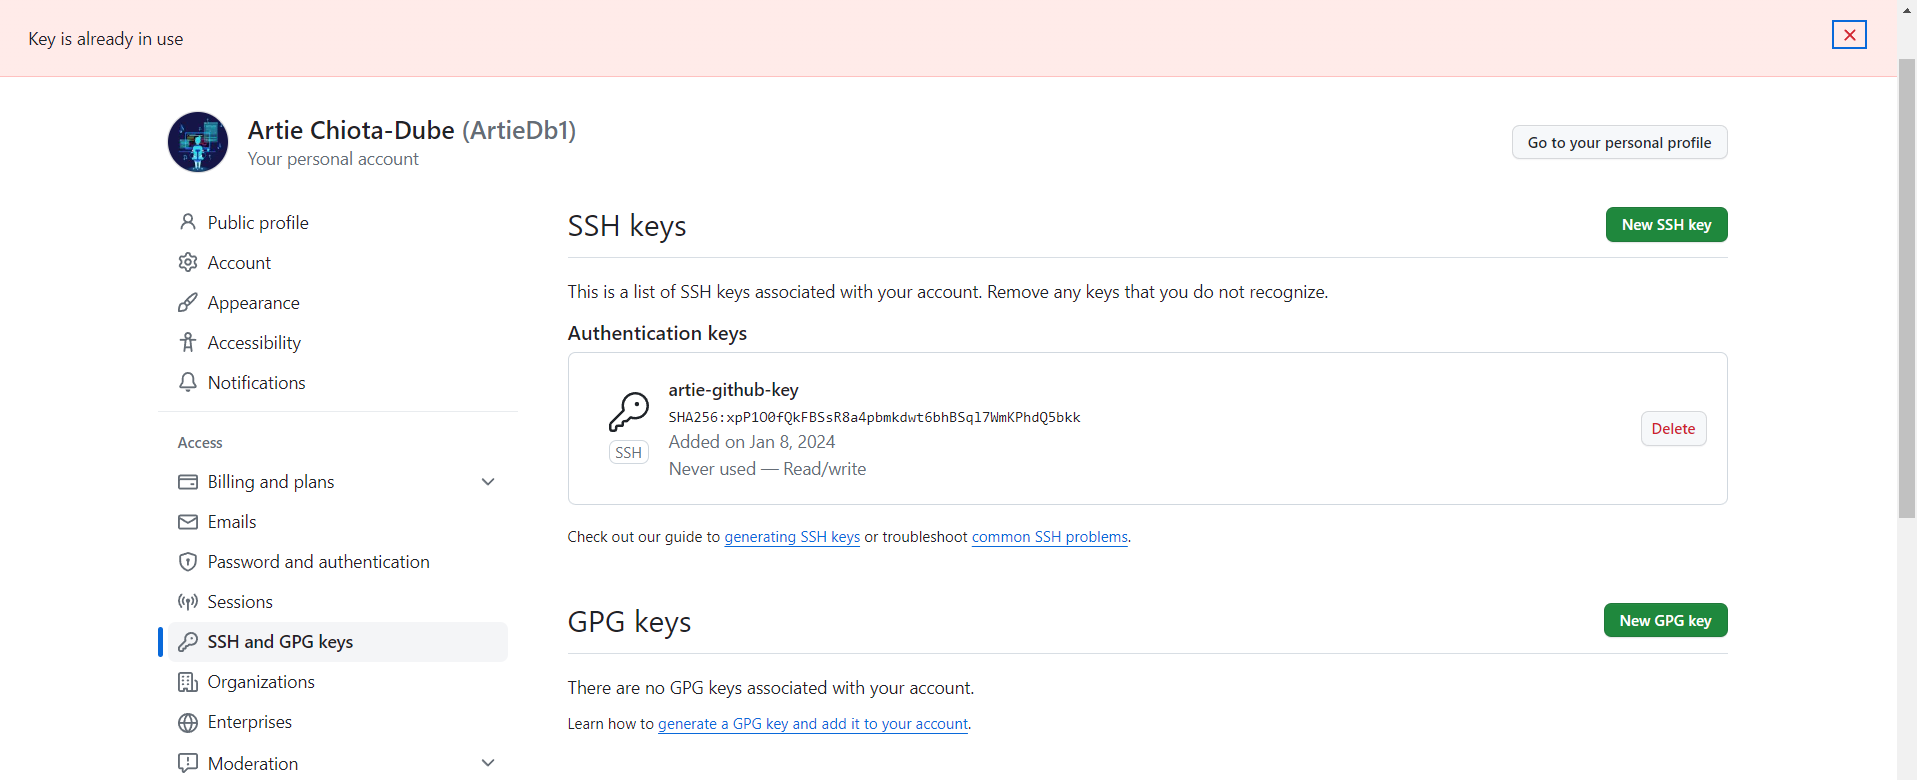 Key is already in use
Artie Chiota-Dube (ArtieDb1)
Your personal account
Go to your personal profile
Public profile
Account
Appearance
Accessibility
Notifications
Access
Billing and plans
Emails
Password and authentication
Sessions
SSH and GPG keys
Organizations
Enterprises
Moderation
SSH keys
New SSH key
This is a list of SSH keys associated with your account. Remove any keys that you do not recognize.
Authentication keys
artie-github-key
SHA256:xpP1O0fQkFBSsR8a4pbmkdwt6bhBSql7WmKPhdQ5bkk
Added on Jan 8, 2024
Never used — Read/write
SSH
Delete
Check out our guide to generating SSH keys or troubleshoot common SSH problems.
GPG keys
New GPG key
There are no GPG keys associated with your account.
Learn how to generate a GPG key and add it to your account.